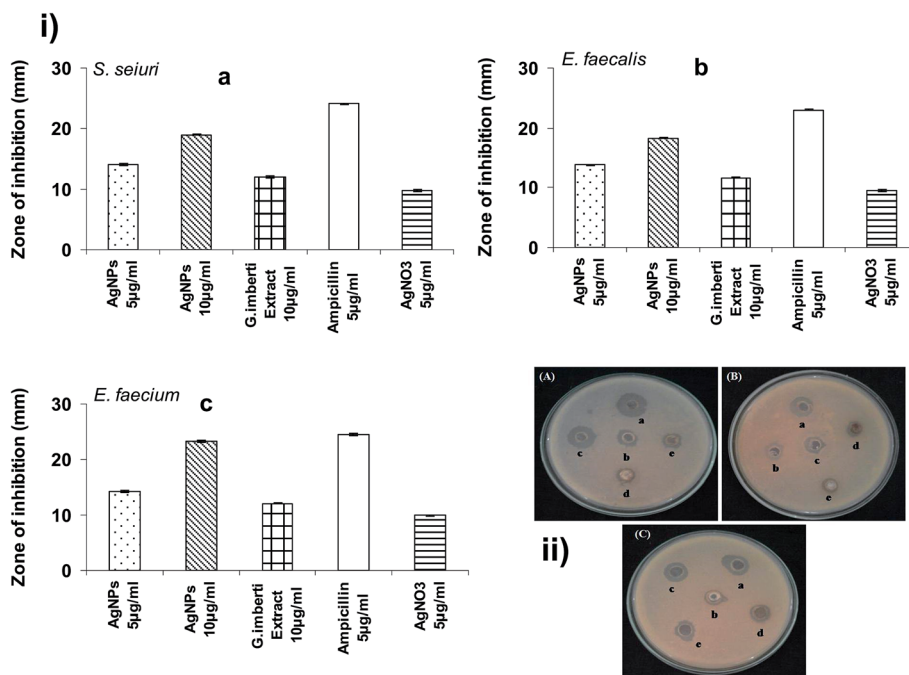 i)
S. seiuri
a
Zone of inhibition (mm)
30
20
10
0
AgNPs
5µg/ml
AgNPs
10µg/ml
G.imberti
Extract
10µg/ml
Ampicillin
5µg/ml
AgNO3
5µg/ml
E. faecalis
b
Zone of inhibition (mm)
30
20
10
0
AgNPs
5µg/ml
AgNPs
10µg/ml
G.imberti
Extract
10µg/ml
Ampicillin
5µg/ml
AgNO3
5µg/ml
E. faecium
c
Zone of inhibition (mm)
30
20
10
0
AgNPs
5µg/ml
AgNPs
10µg/ml
G.imberti
Extract
10µg/ml
Ampicillin
5µg/ml
AgNO3
5µg/ml
ii)
(A)
a
c
b
e
d
(B)
a
d
b
c
e
(C)
c
a
b
d
e